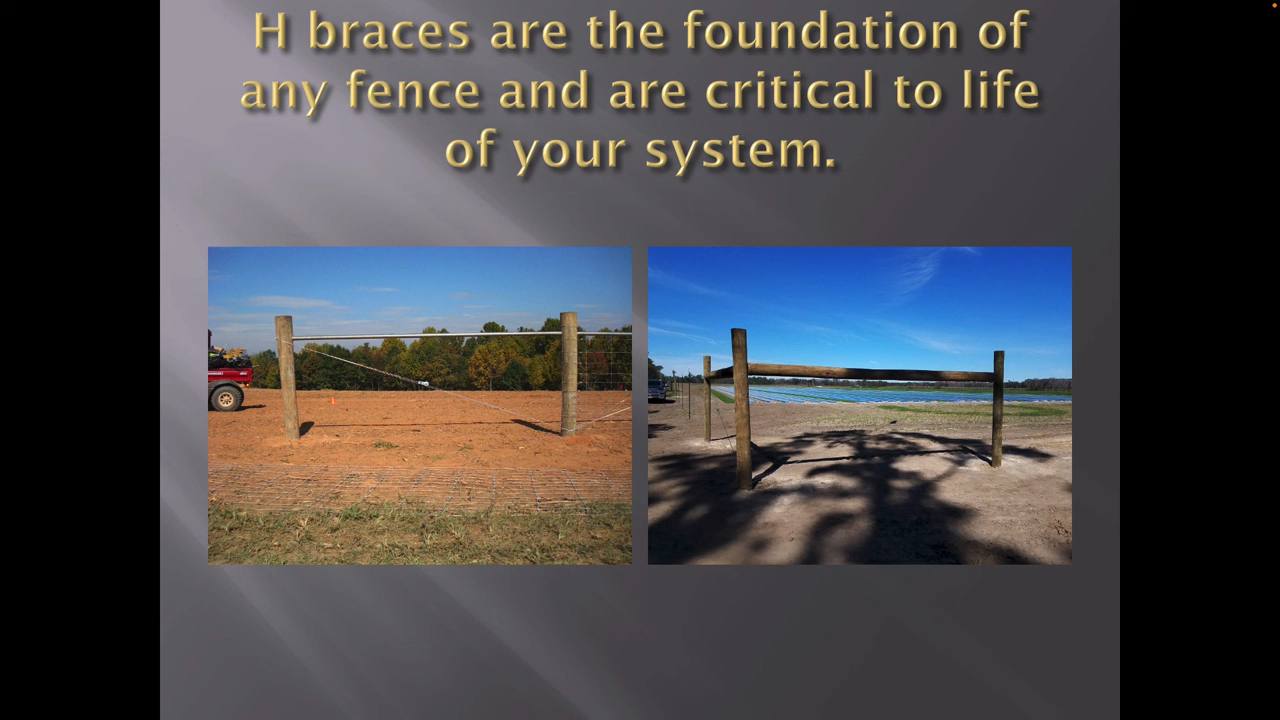 H braces are the foundation of
any fence and are critical to life
of your system.